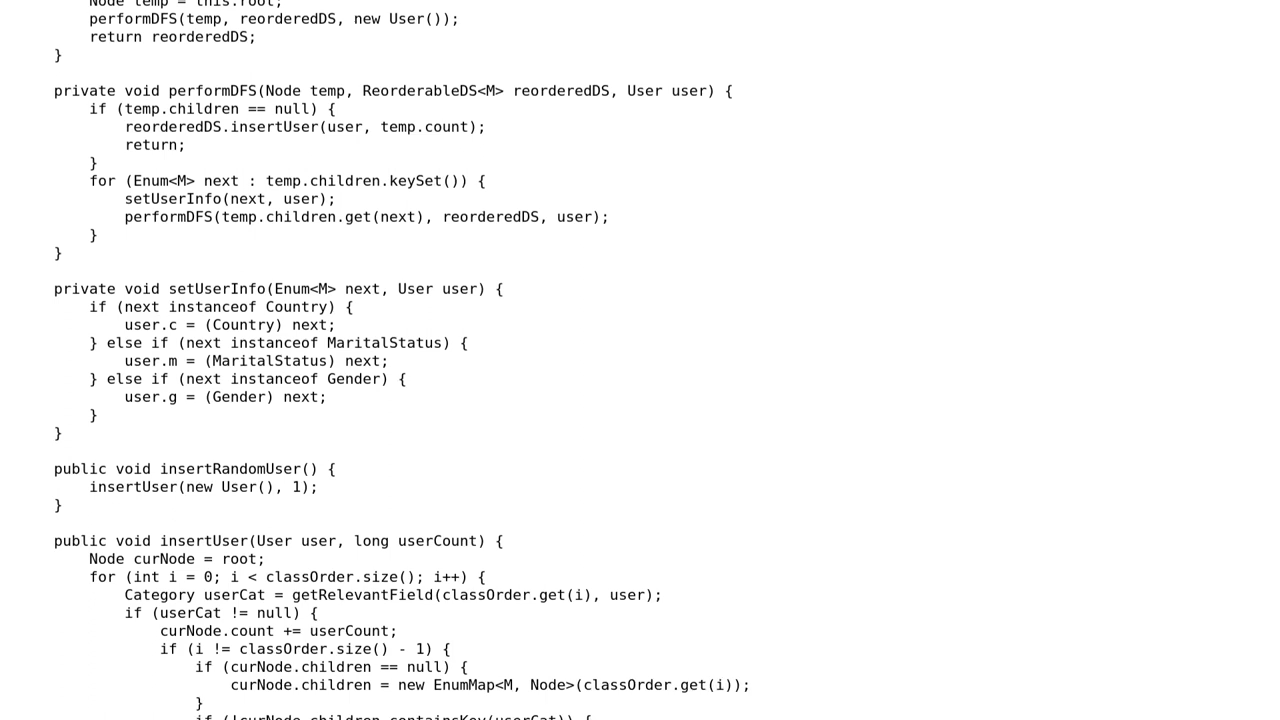 Node temp = this.root;
        performDFS(temp, reorderedDS, new User());
        return reorderedDS;
    }

    private void performDFS(Node temp, ReorderableDS<M> reorderedDS, User user) {
        if (temp.children == null) {
            reorderedDS.insertUser(user, temp.count);
            return;
        }
        for (Enum<M> next : temp.children.keySet()) {
            setUserInfo(next, user);
            performDFS(temp.children.get(next), reorderedDS, user);
        }
    }

    private void setUserInfo(Enum<M> next, User user) {
        if (next instanceof Country) {
            user.c = (Country) next;
        } else if (next instanceof MaritalStatus) {
            user.m = (MaritalStatus) next;
        } else if (next instanceof Gender) {
            user.g = (Gender) next;
        }
    }

    public void insertRandomUser() {
        insertUser(new User(), 1);
    }

    public void insertUser(User user, long userCount) {
        Node curNode = root;
        for (int i = 0; i < classOrder.size(); i++) {
            Category userCat = getRelevantField(classOrder.get(i), user);
            if (userCat != null) {
                curNode.count += userCount;
                if (i != classOrder.size() - 1) {
                    if (curNode.children == null) {
                        curNode.children = new EnumMap<M, Node>(classOrder.get(i));
                    }
                    if (!curNode.children.containsKey(userCat)) {